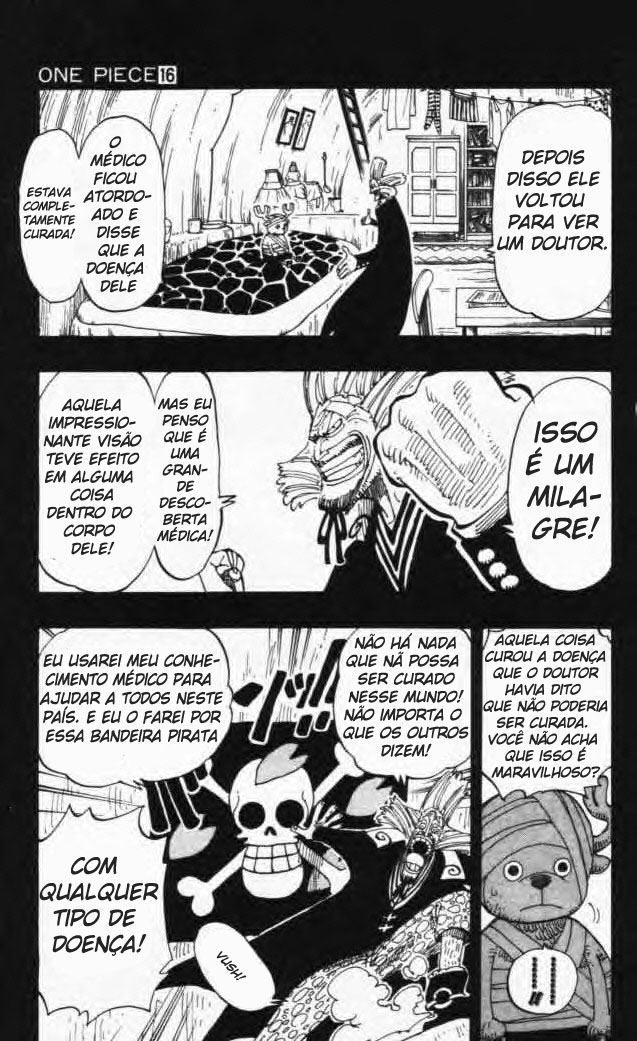 ONE PIECE 16
DEPOIS
DISSO ELE
VOLTOU
PARA VER
UM DOUTOR.
O
MÉDICO
FICOU
ATORDO-
ADO E
DISSE
QUE A
DOENÇA
DELE
ESTAVA
COMPLE-
TAMENTE
CURADA!
ISSO
É UM
MILA-
GRE!
MAS EU
PENSO
QUE É
UMA
GRAN-
DE
DESCO-
BERTA
MÉDICA!
AQUELA
IMPRESSIO-
NANTE VISÃO
TEVE EFEITO
EM ALGUMA
COISA
DENTRO DO
CORPO
DELE!
AQUELA COISA
CUROU A DOENÇA
QUE O DOUTOR
HAVIA DITO
QUE NÃO PODERIA
SER CURADA.
VOCÊ NÃO ACHA
QUE ISSO É
MARAVILHOSO?
........!!
NÃO HÁ NADA
QUE NÃ POSSA
SER CURADO
NESSE MUNDO!
NÃO IMPORTA O
QUE OS OUTROS
DIZEM!
EU USAREI MEU CONHE-
CIMENTO MÉDICO PARA
AJUDAR A TODOS NESTE
PAÍS. E EU O FAREI POR
ESSA BANDEIRA PIRATA
COM
QUALQUER
TIPO DE
DOENÇA!
VUSH!